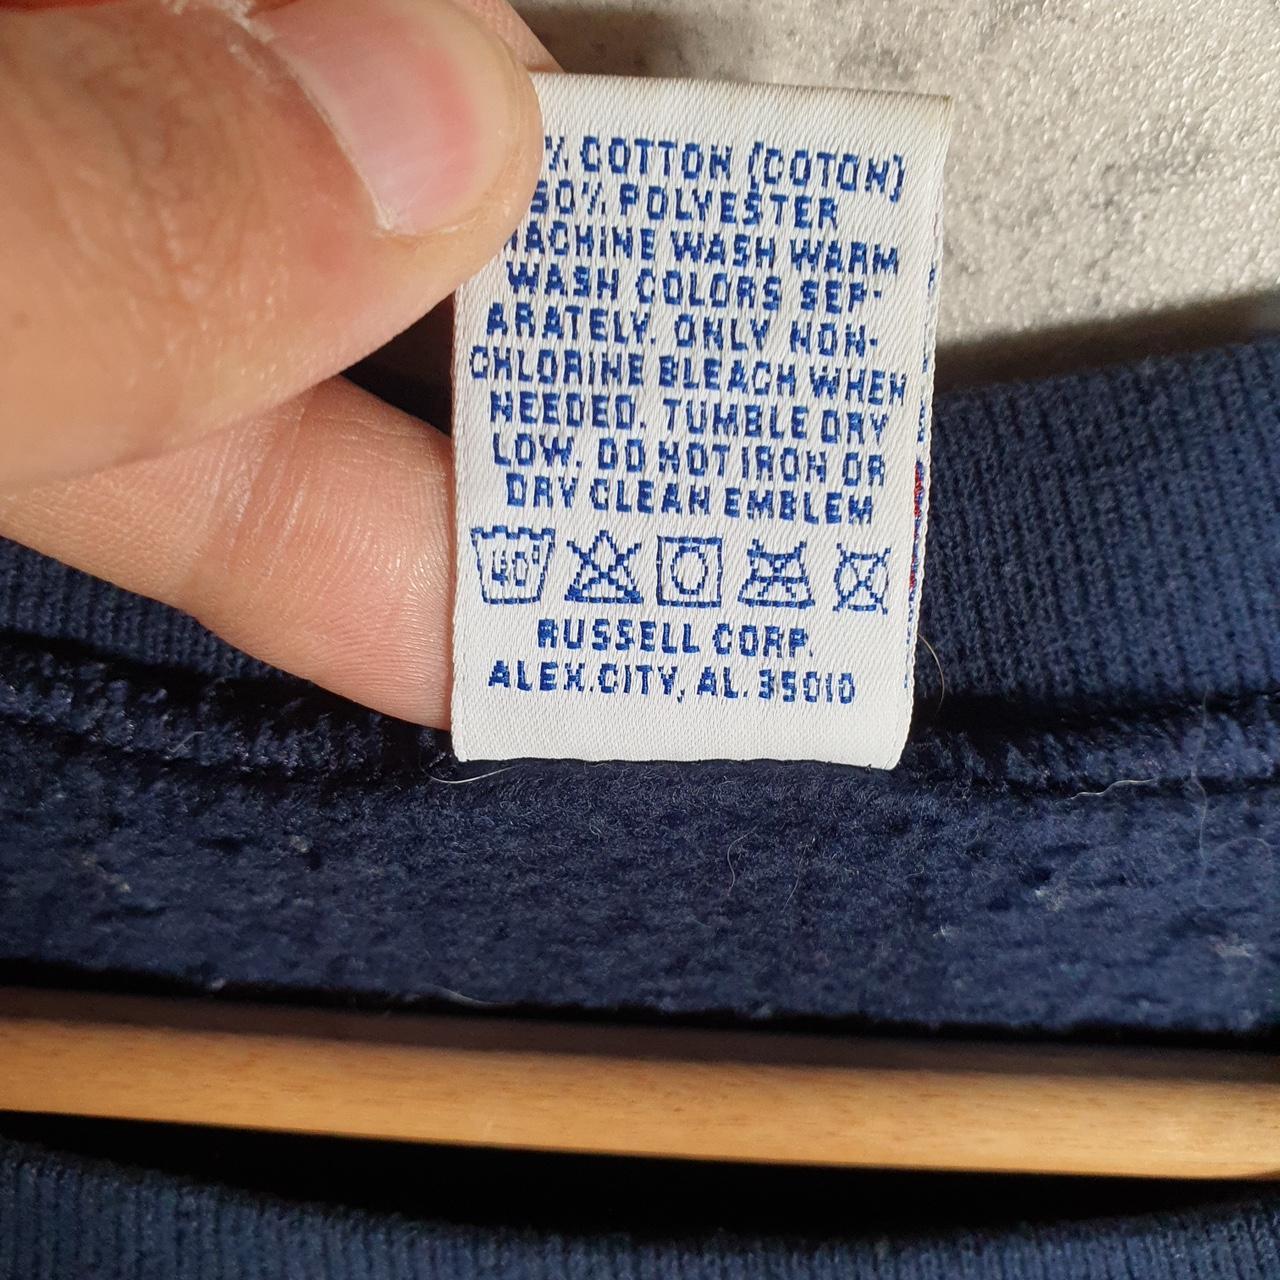 % COTTON (COTON)
50% POLYESTER
MACHINE WASH WARM
WASH COLORS SEP-
ARATELY. ONLY NON-
CHLORINE BLEACH WHEN
NEEDED. TUMBLE DRY
LOW. DO NOT IRON OR
DRY CLEAN EMBLEM
40°
RUSSELL CORP.
ALEX.CITY, AL. 35010